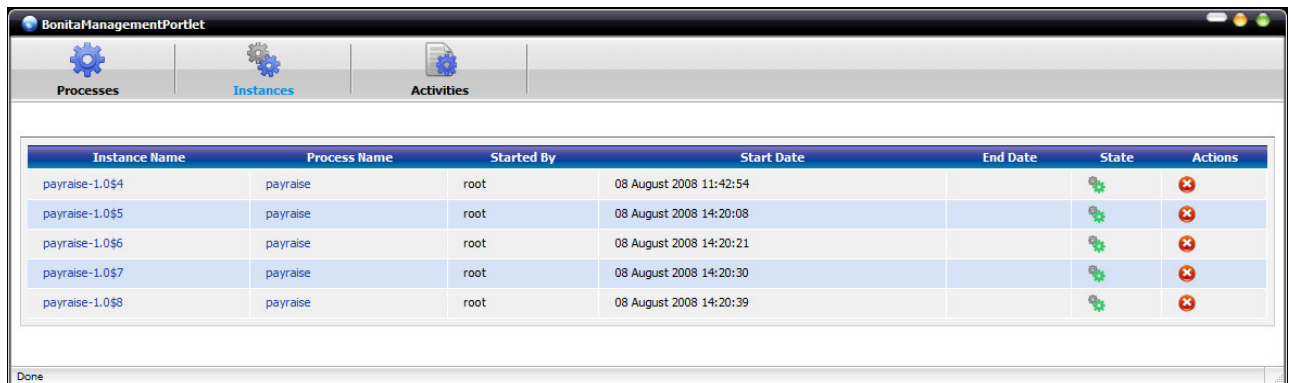 BonitaManagementPortlet
Processes Instances Activities
Instance Name Process Name Started By Start Date End Date State Actions
payraise-1.0$4 payraise root 08 August 2008 11:42:54
payraise-1.0$5 payraise root 08 August 2008 14:20:08
payraise-1.0$6 payraise root 08 August 2008 14:20:21
payraise-1.0$7 payraise root 08 August 2008 14:20:30
payraise-1.0$8 payraise root 08 August 2008 14:20:39
Done